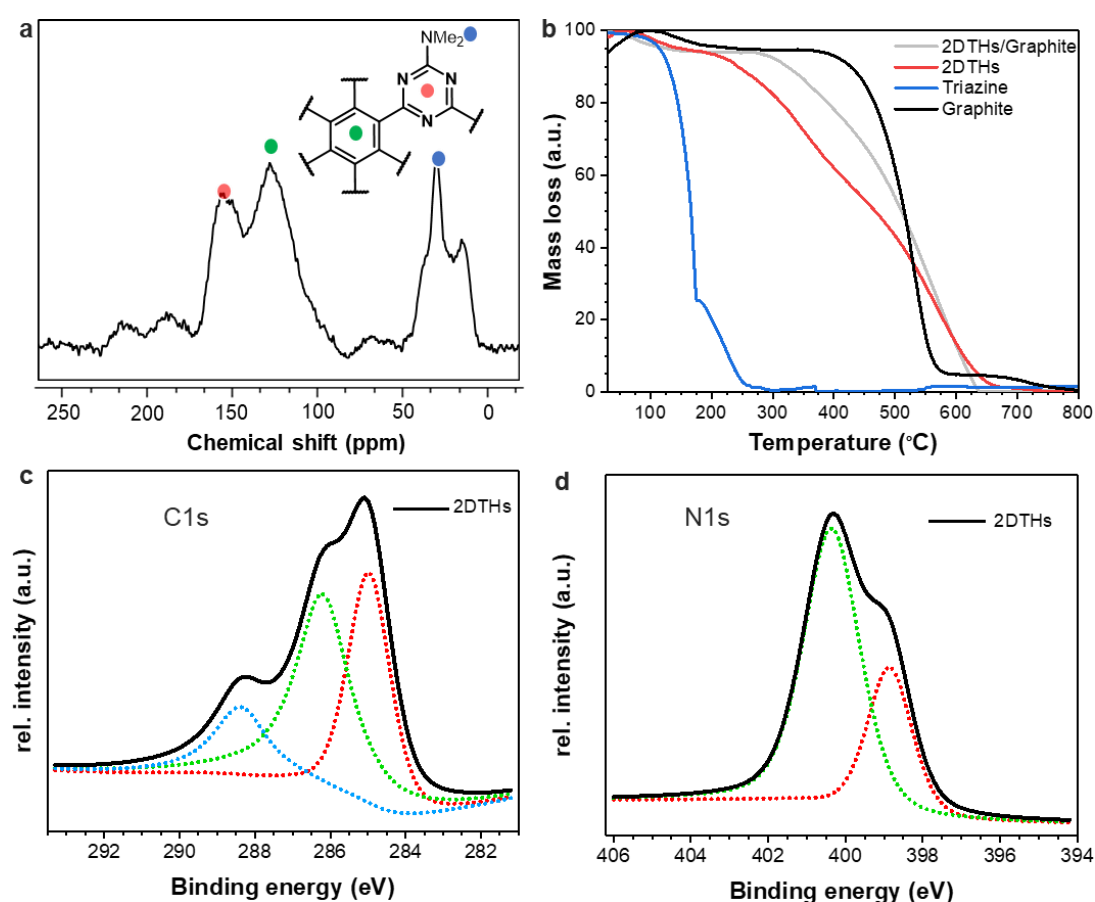 a
NMe2
N
N
N
250
200
150
100
50
0
Chemical shift (ppm)
b
100
80
60
40
20
0
Mass loss (a.u.)
2DTHs/Graphite
2DTHs
Triazine
Graphite
100
200
300
400
500
600
700
800
Temperature (°C)
c
C1s
2DTHs
rel. intensity (a.u.)
292
290
288
286
284
282
Binding energy (eV)
d
N1s
2DTHs
rel. intensity (a.u.)
406
404
402
400
398
396
394
Binding energy (eV)